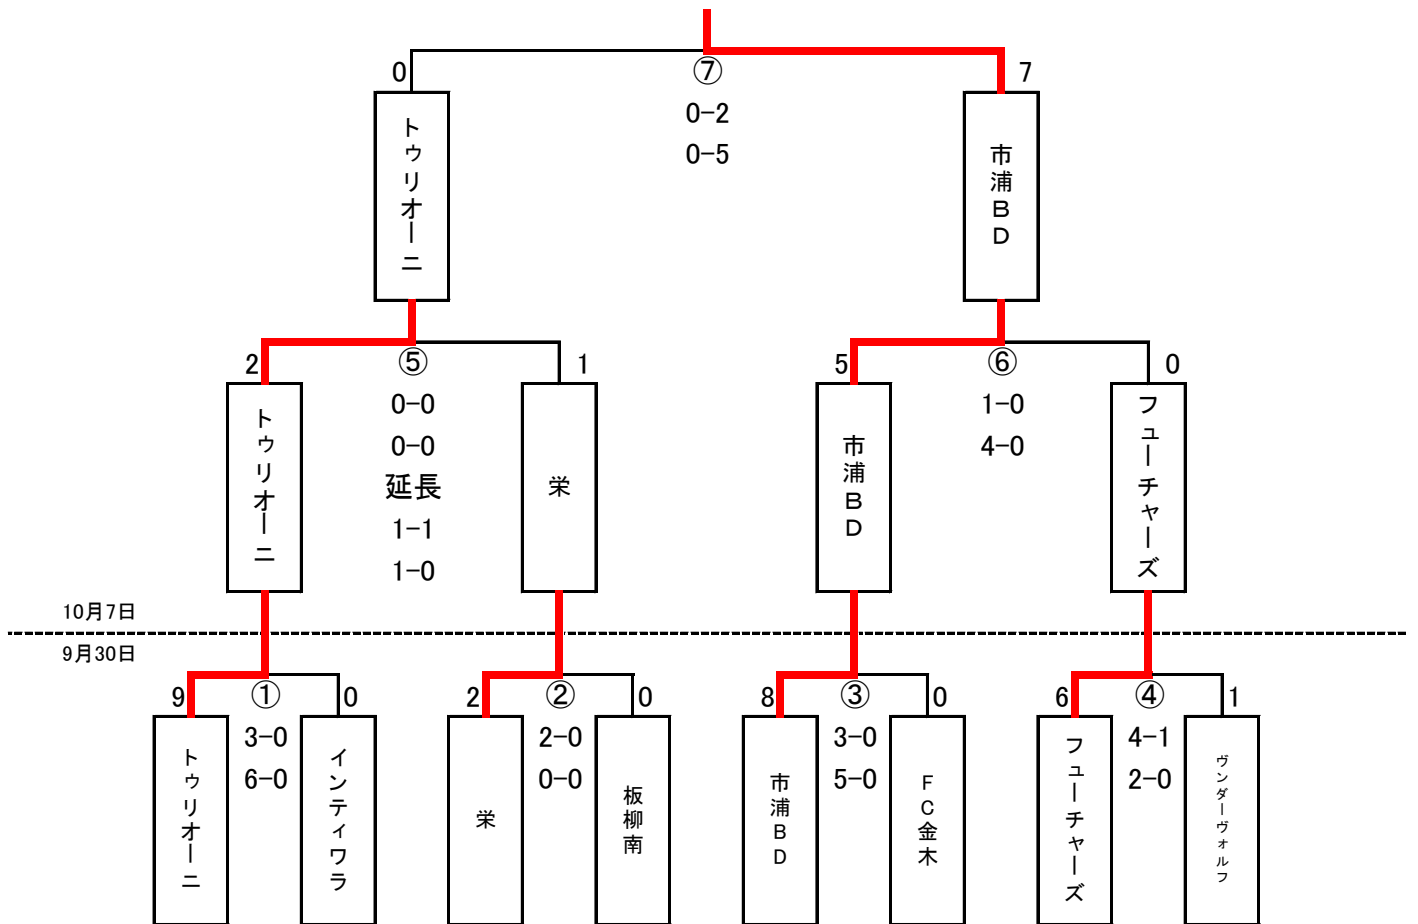 0
⑦
7
0-2
0-5
トゥリオーニ
市浦ＢＤ
2
⑤
1
5
⑥
0
0-0
0-0
延長
1-1
1-0
1-0
4-0
トゥリオーニ
栄
市浦ＢＤ
フューチャーズ
10月7日
9月30日
9
①
0
2
②
0
8
③
0
6
④
1
3-0
6-0
2-0
0-0
3-0
5-0
4-1
2-0
トゥリオーニ
インティワラ
栄
板柳南
市浦ＢＤ
ＦＣ金木
フューチャーズ
ヴンダーヴォルフ